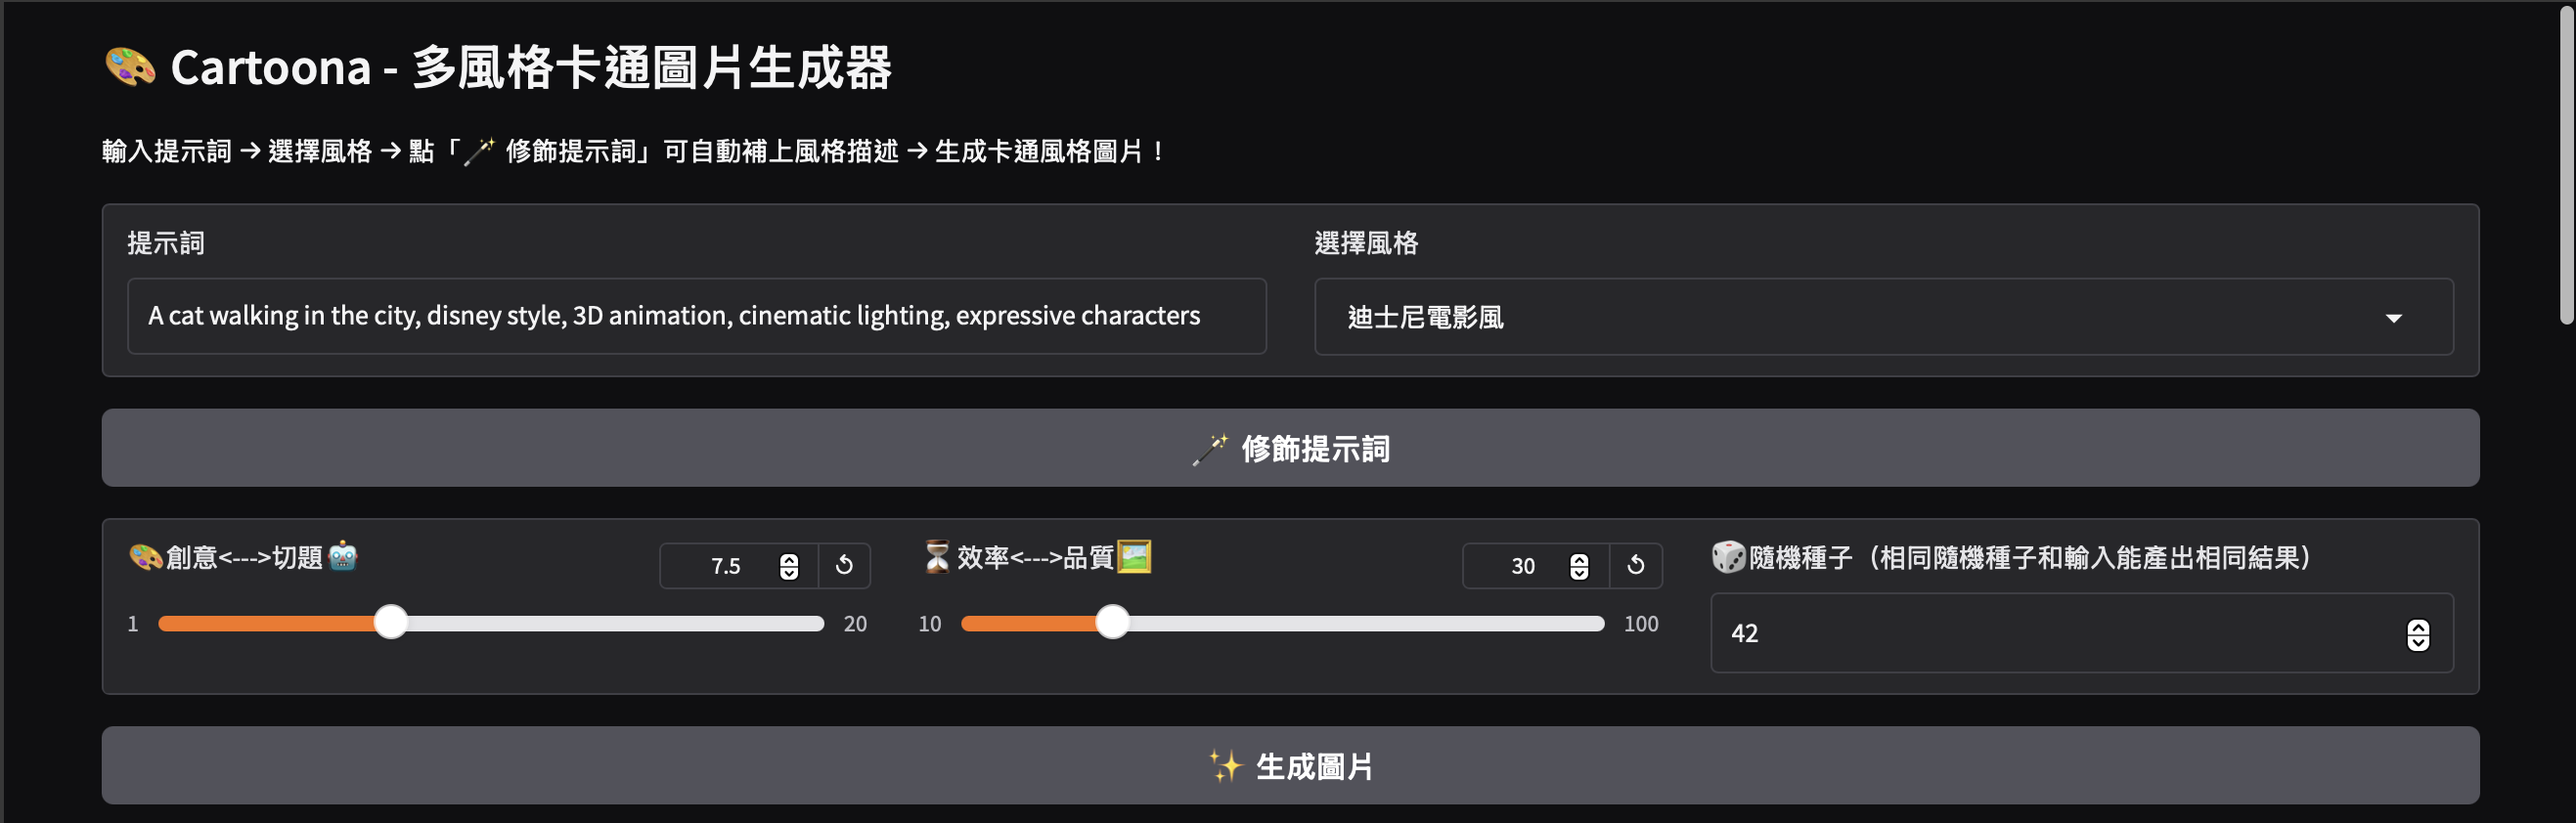 🎨 Cartoona - 多風格卡通圖片生成器
輸入提示詞 → 選擇風格 → 點「🪄 修飾提示詞」可自動補上風格描述 → 生成卡通風格圖片！
提示詞
選擇風格
A cat walking in the city, disney style, 3D animation, cinematic lighting, expressive characters
迪士尼電影風
🪄 修飾提示詞
🎨創意<--->切題🤖
7.5
⏳效率<--->品質🖼️
30
🎲隨機種子（相同隨機種子和輸入能產出相同結果）
1
20
10
100
42
✨ 生成圖片